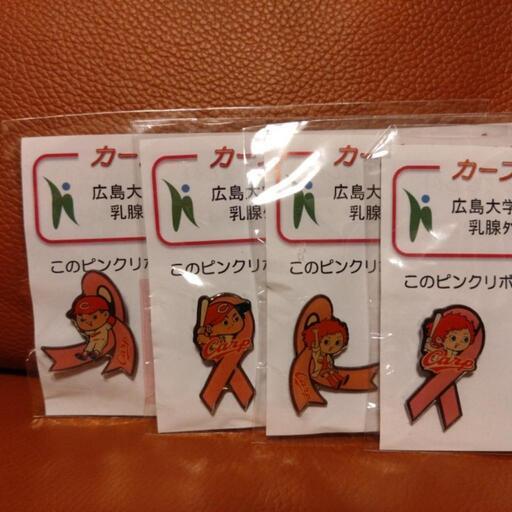 カー
広島大
乳腺
このピンクリボ
Carp
カー
広島大
乳腺
このピンクリ
Carp
カー
広島大
乳腺
このピンクリボ
Carp
カープ
広島大学
乳腺外
このピンクリボ
Carp